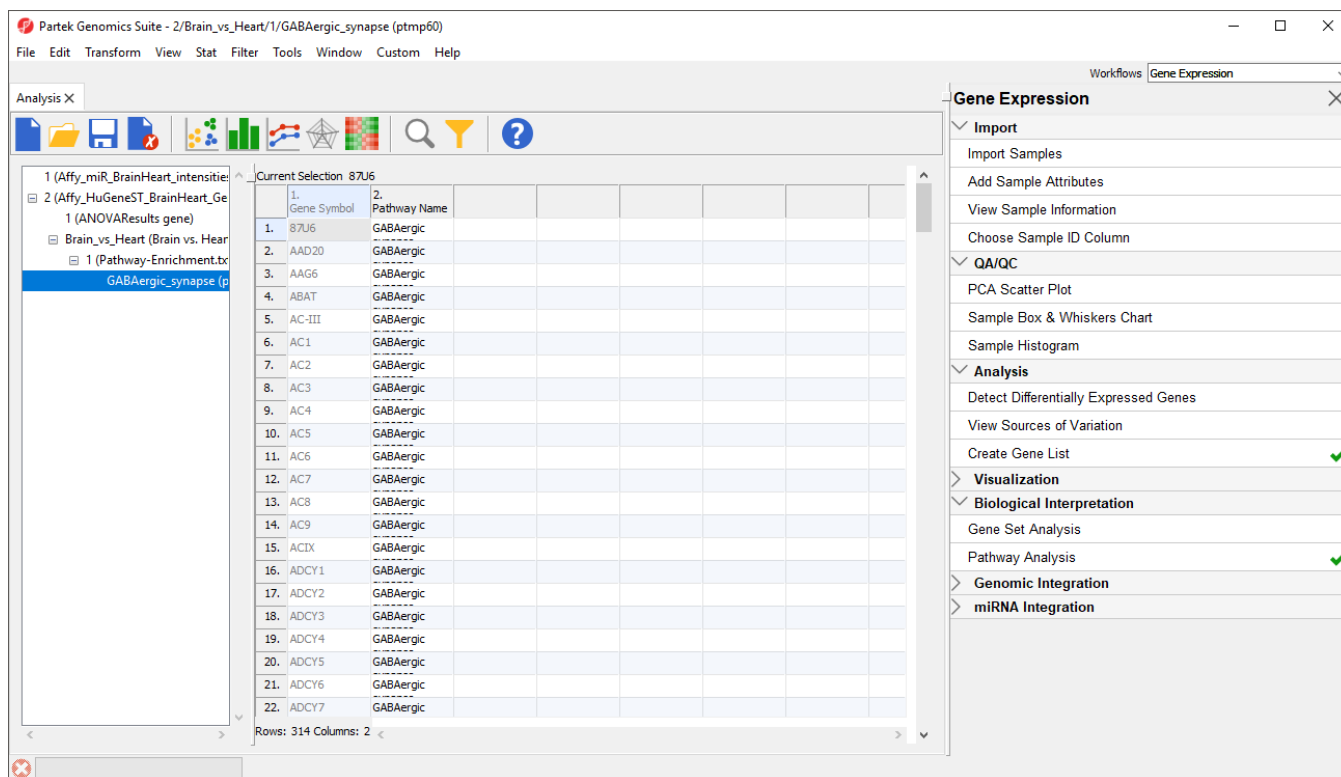 Partek Genomics Suite - 2/Brain_vs_Heart/1/GABAergic_synapse (ptmp60)
File Edit Transform View Stat Filter Tools Window Custom Help
Workflows Gene Expression
Analysis X
1 (Affy_miR_BrainHeart_intensities
2 (Affy_HuGeneST_BrainHeart_Ge
1 (ANOVAResults gene)
Brain_vs_Heart (Brain vs. Hear
1 (Pathway-Enrichment.tx
GABAergic_synapse (p
Current Selection 87U6
1. Gene Symbol 2. Pathway Name
1. 87U6 GABAergic
2. AAD20 GABAergic
3. AAG6 GABAergic
4. ABAT GABAergic
5. AC-III GABAergic
6. AC1 GABAergic
7. AC2 GABAergic
8. AC3 GABAergic
9. AC4 GABAergic
10. AC5 GABAergic
11. AC6 GABAergic
12. AC7 GABAergic
13. AC8 GABAergic
14. AC9 GABAergic
15. ACIX GABAergic
16. ADCY1 GABAergic
17. ADCY2 GABAergic
18. ADCY3 GABAergic
19. ADCY4 GABAergic
20. ADCY5 GABAergic
21. ADCY6 GABAergic
22. ADCY7 GABAergic
Rows: 314 Columns: 2
Gene Expression
Import
Import Samples
Add Sample Attributes
View Sample Information
Choose Sample ID Column
QA/QC
PCA Scatter Plot
Sample Box & Whiskers Chart
Sample Histogram
Analysis
Detect Differentially Expressed Genes
View Sources of Variation
Create Gene List
Visualization
Biological Interpretation
Gene Set Analysis
Pathway Analysis
Genomic Integration
miRNA Integration